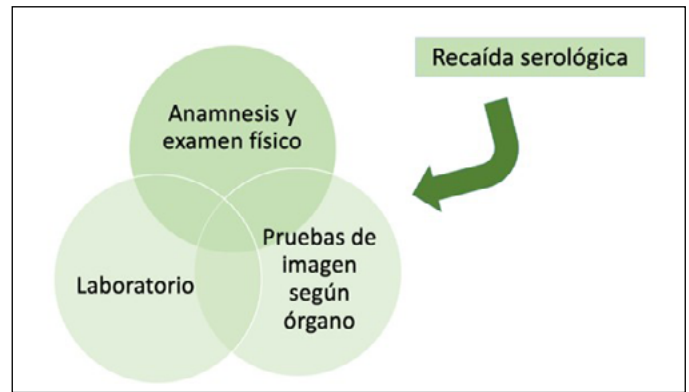 Recaída serológica
Anamnesis y
examen físico
Laboratorio
Pruebas de
imagen
según
órgano